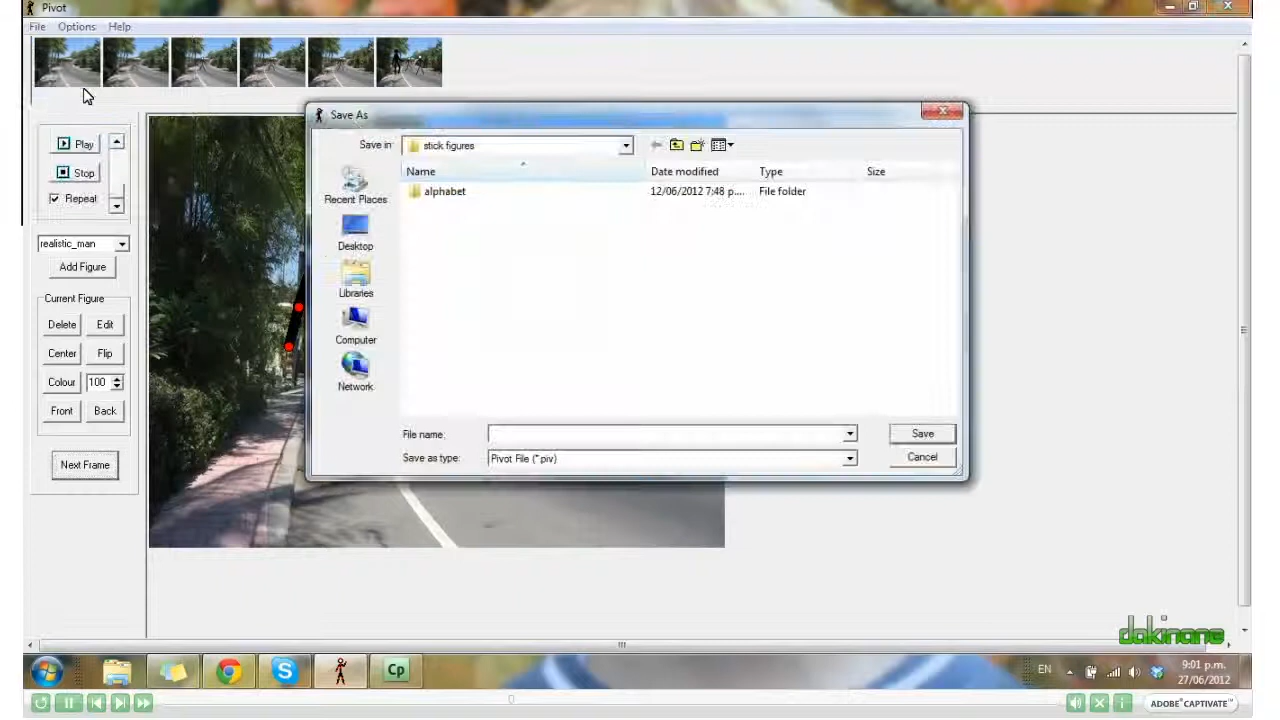 Pivot
File Options Help
Save As
Save in stick figures
Name Date modified Type Size
alphabet 12/06/2012 7:48 p.... File folder
Recent Places
Desktop
Libraries
Computer
Network
File name:
Save
Save as type: Pivot File (*.piv)
Cancel
Play
Stop
Repeat
realistic_man
Add Figure
Current Figure
Delete Edit
Center Flip
Colour 100
Front Back
Next Frame
dakinane
Cp
EN
9:01 p.m.
27/06/2012
ADOBE® CAPTIVATE™